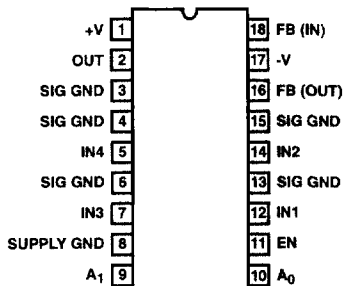 +V 1 18 FB (IN)
OUT 2 17 -V
SIG GND 3 16 FB (OUT)
SIG GND 4 15 SIG GND
IN4 5 14 IN2
SIG GND 6 13 SIG GND
IN3 7 12 IN1
SUPPLY GND 8 11 EN
A1 9 10 A0